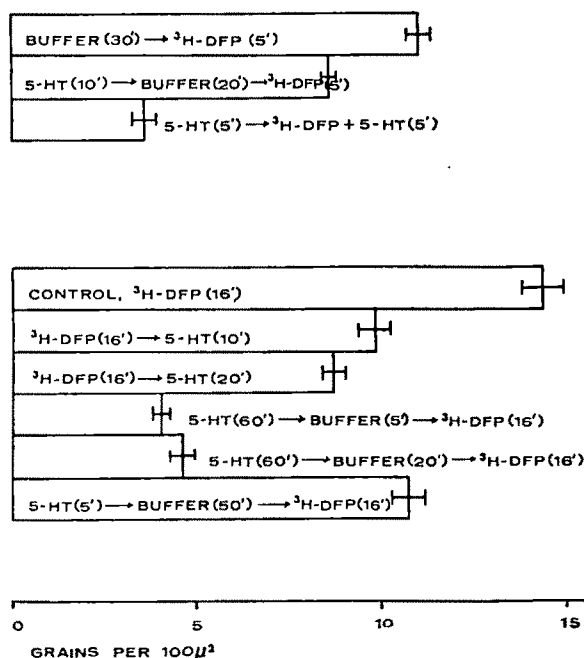 BUFFER (30′) → ³H-DFP (5′)
5-HT (10′) → BUFFER (20′) → ³H-DFP (5′)
5-HT (5′) → ³H-DFP + 5-HT (5′)
CONTROL, ³H-DFP (16′)
³H-DFP (16′) → 5-HT (10′)
³H-DFP (16′) → 5-HT (20′)
5-HT (60′) → BUFFER (5′) → ³H-DFP (16′)
5-HT (60′) → BUFFER (20′) → ³H-DFP (16′)
5-HT (5′) → BUFFER (50′) → ³H-DFP (16′)
0 5 10 15
GRAINS PER 100µ²